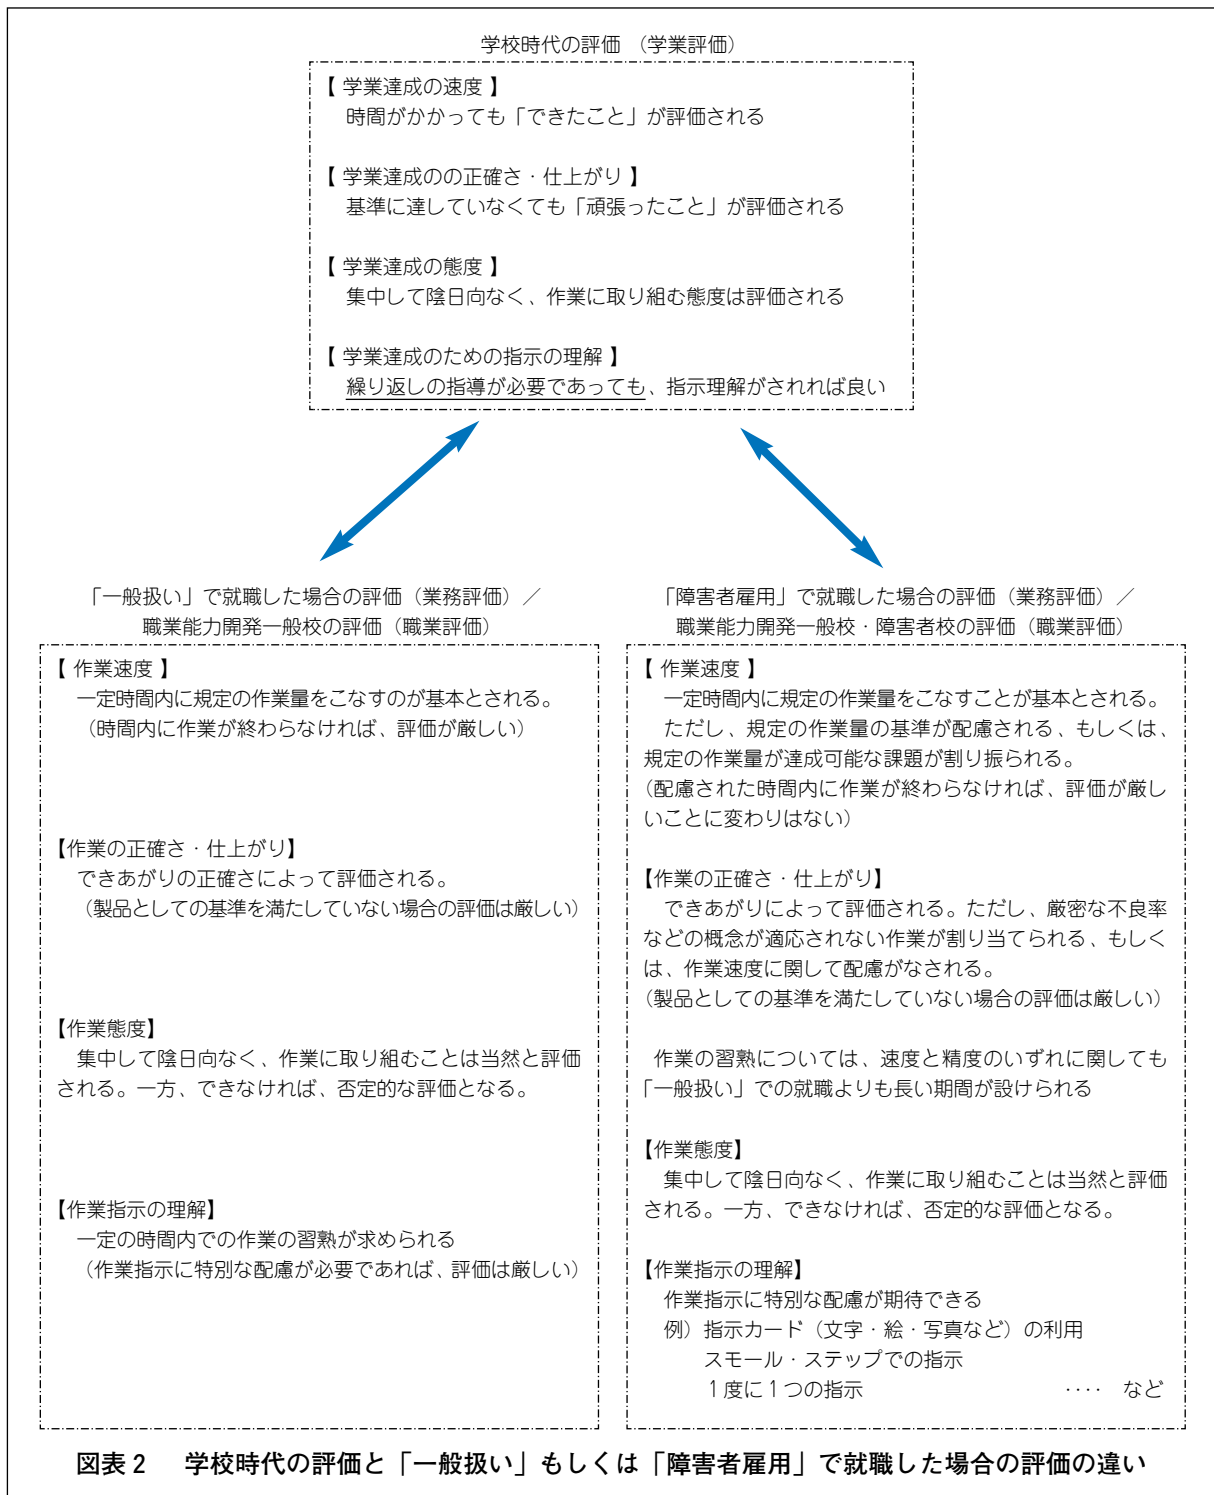 学校時代の評価 (学業評価)
【 学業達成の速度 】
時間がかかっても「できたこと」が評価される
【 学業達成のの正確さ・仕上がり 】
基準に達していなくても「頑張ったこと」が評価される
【 学業達成の態度 】
集中して陰日向なく、作業に取り組む態度は評価される
【 学業達成のための指示の理解 】
繰り返しの指導が必要であっても、指示理解がされれば良い
「一般扱い」で就職した場合の評価(業務評価)/
職業能力開発一般校の評価(職業評価)
【 作業速度 】
一定時間内に規定の作業量をこなすのが基本とされる。
(時間内に作業が終わらなければ、評価が厳しい)
【作業の正確さ・仕上がり】
できあがりの正確さによって評価される。
(製品としての基準を満たしていない場合の評価は厳しい)
【作業態度】
集中して陰日向なく、作業に取り組むことは当然と評価
される。一方、できなければ、否定的な評価となる。
【作業指示の理解】
一定の時間内での作業の習熟が求められる
(作業指示に特別な配慮が必要であれば、評価は厳しい)
「障害者雇用」で就職した場合の評価(業務評価)/
職業能力開発一般校・障害者校の評価(職業評価)
【 作業速度 】
一定時間内に規定の作業量をこなすことが基本とされる。
ただし、規定の作業量の基準が配慮される、もしくは、
規定の作業量が達成可能な課題が割り振られる。
(配慮された時間内に作業が終わらなければ、評価が厳し
いことに変わりはない)
【作業の正確さ・仕上がり】
できあがりによって評価される。ただし、厳密な不良率
などの概念が適応されない作業が割り当てられる、もしく
は、作業速度に関して配慮がなされる。
(製品としての基準を満たしていない場合の評価は厳しい)
作業の習熟については、速度と精度のいずれに関しても
「一般扱い」での就職よりも長い期間が設けられる
【作業態度】
集中して陰日向なく、作業に取り組むことは当然と評価
される。一方、できなければ、否定的な評価となる。
【作業指示の理解】
作業指示に特別な配慮が期待できる
例)指示カード(文字・絵・写真など)の利用
スモール・ステップでの指示
1度に1つの指示 ‥‥ など
図表2 学校時代の評価と「一般扱い」もしくは「障害者雇用」で就職した場合の評価の違い